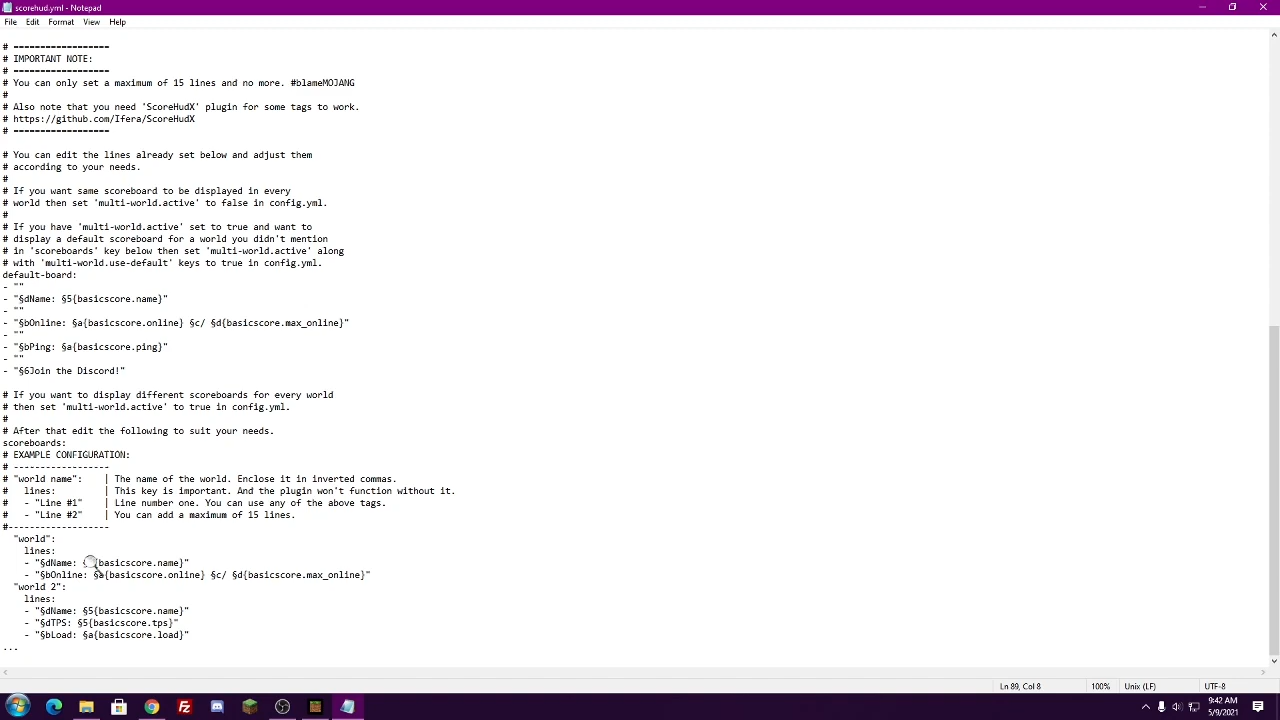 scorehud.yml - Notepad
File Edit Format View Help
# ------------------
# IMPORTANT NOTE:
# ------------------
# You can only set a maximum of 15 lines and no more. #blameMOJANG
#
# Also note that you need 'ScoreHudX' plugin for some tags to work.
# https://github.com/Ifera/ScoreHudX
# ------------------
# You can edit the lines already set below and adjust them
# according to your needs.
#
# If you want same scoreboard to be displayed in every
# world then set 'multi-world.active' to false in config.yml.
#
# If you have 'multi-world.active' set to true and want to
# display a default scoreboard for a world you didn't mention
# in 'scoreboards' key below then set 'multi-world.active' along
# with 'multi-world.use-default' keys to true in config.yml.
default-board:
- ""
- "§dName: §5{basicscore.name}"
- ""
- "§bOnline: §a{basicscore.online} §c/ §d{basicscore.max_online}"
- ""
- "§bPing: §a{basicscore.ping}"
- ""
- "§6Join the Discord!"
# If you want to display different scoreboards for every world
# then set 'multi-world.active' to true in config.yml.
#
# After that edit the following to suit your needs.
scoreboards:
# EXAMPLE CONFIGURATION:
# ------------------
# "world name":    | The name of the world. Enclose it in inverted commas.
#   lines:         | This key is important. And the plugin won't function without it.
#   - "Line #1"    | Line number one. You can use any of the above tags.
#   - "Line #2"    | You can add a maximum of 15 lines.
#-------------------
"world":
lines:
- "§dName: {basicscore.name}"
- "§bOnline: §a{basicscore.online} §c/ §d{basicscore.max_online}"
"world 2":
lines:
- "§dName: §5{basicscore.name}"
- "§dTPS: §5{basicscore.tps}"
- "§bLoad: §a{basicscore.load}"
...
Ln 89, Col 8 100% Unix (LF) UTF-8
9:42 AM
5/9/2021